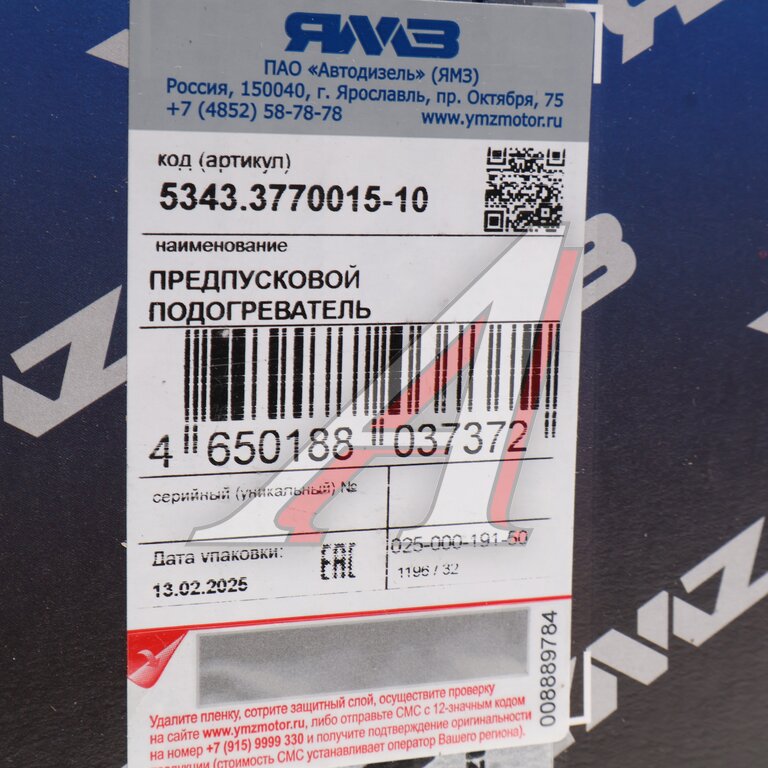 ЯМЗ
ПАО «Автодизель» (ЯМЗ)
Россия, 150040, г. Ярославль, пр. Октября, 75
+7 (4852) 58-78-78 www.ymzmotor.ru
код (артикул)
5343.3770015-10
наименование
ПРЕДПУСКОВОЙ
ПОДОГРЕВАТЕЛЬ
4 650188 037372
серийный (уникальный) №
Дата упаковки: EAC 025-000-191-50
13.02.2025 1196 / 32
008889784
Удалите пленку, сотрите защитный слой, осуществите проверку
на сайте www.ymzmotor.ru, либо отправьте СМС с 12-значным кодом
на номер +7 (915) 9999 330 и получите подтверждение оригинальности
(стоимость СМС устанавливает оператор Вашего региона).